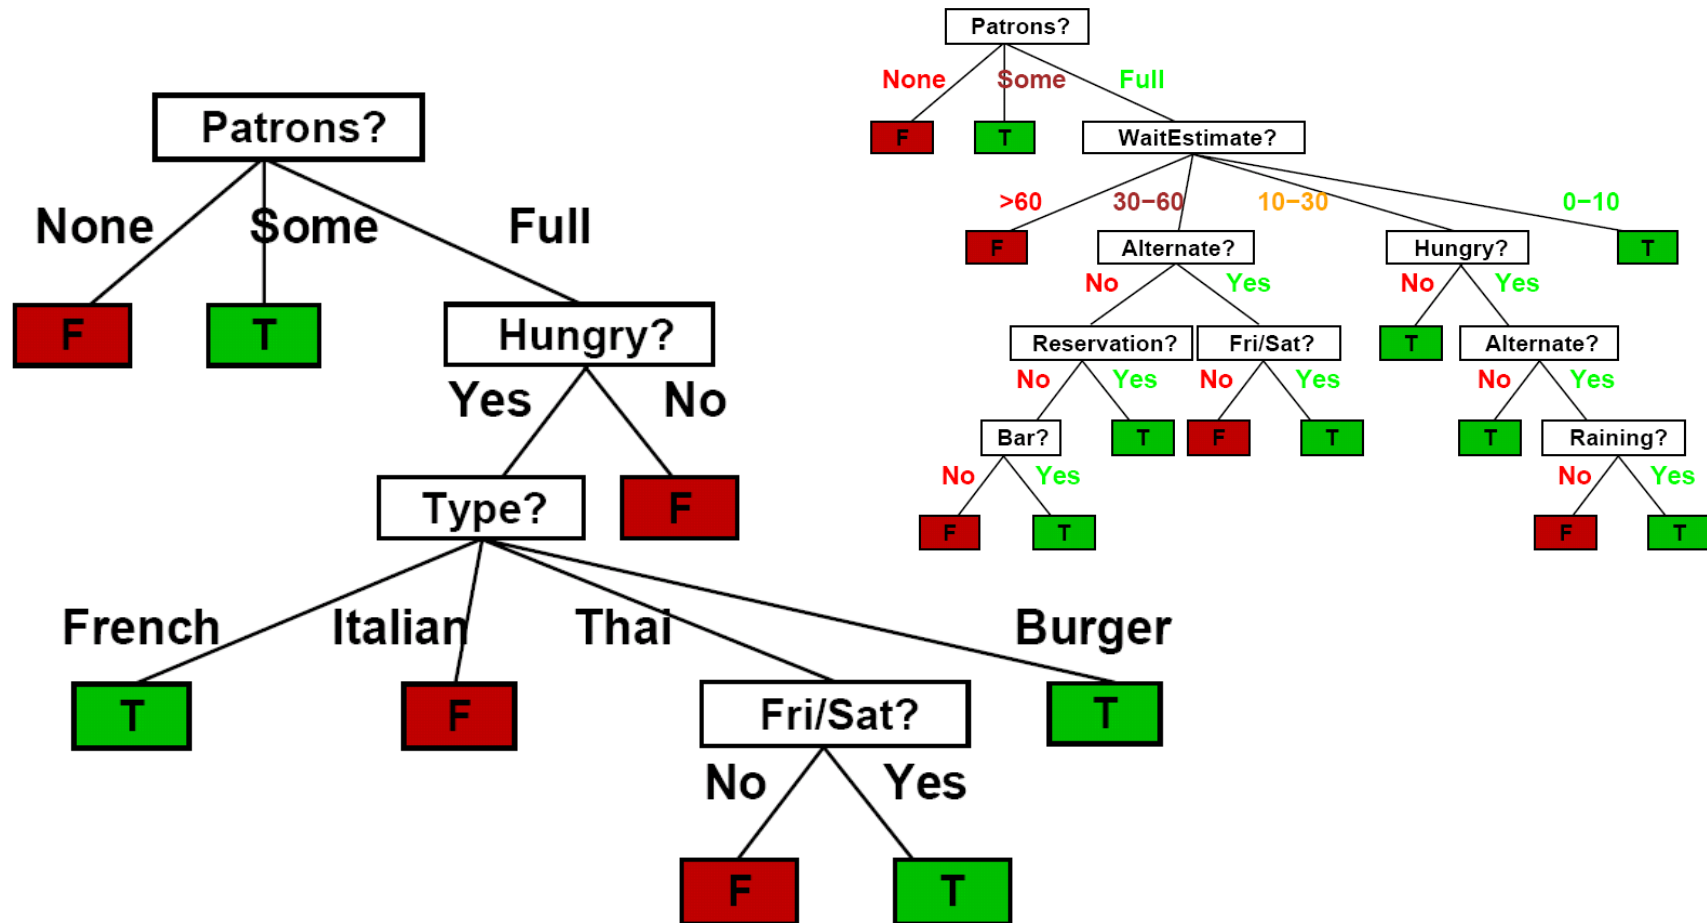 Patrons?
None Some Full
F T Hungry?
Yes No
Type? F
French Italian Thai Burger
T F Fri/Sat? T
No Yes
F T
Patrons?
None Some Full
F T WaitEstimate?
>60 30−60 10−30 0−10
F Alternate? Hungry? T
No Yes No Yes
Reservation? Fri/Sat? T Alternate?
No Yes No Yes No Yes
Bar? T F T T Raining?
No Yes No Yes
F T F T